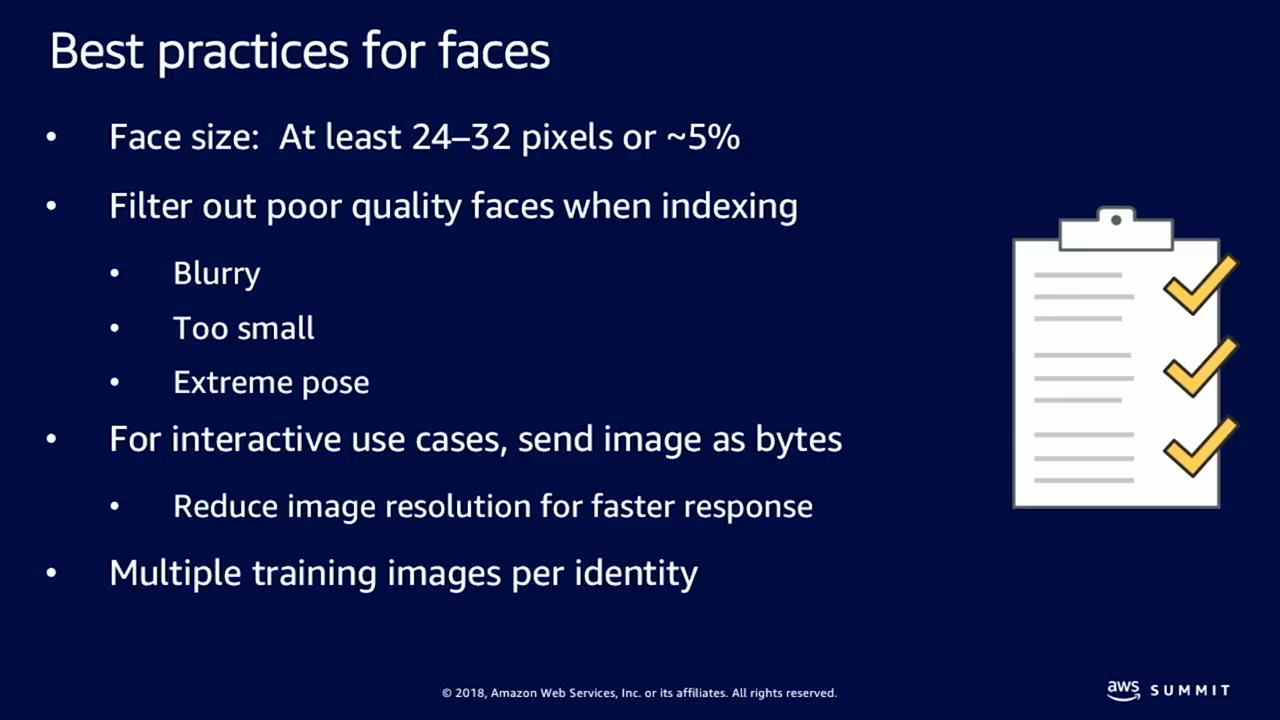 Best practices for faces
• Face size: At least 24–32 pixels or ~5%
• Filter out poor quality faces when indexing
• Blurry
• Too small
• Extreme pose
• For interactive use cases, send image as bytes
• Reduce image resolution for faster response
• Multiple training images per identity
© 2018, Amazon Web Services, Inc. or its affiliates. All rights reserved.
aws SUMMIT